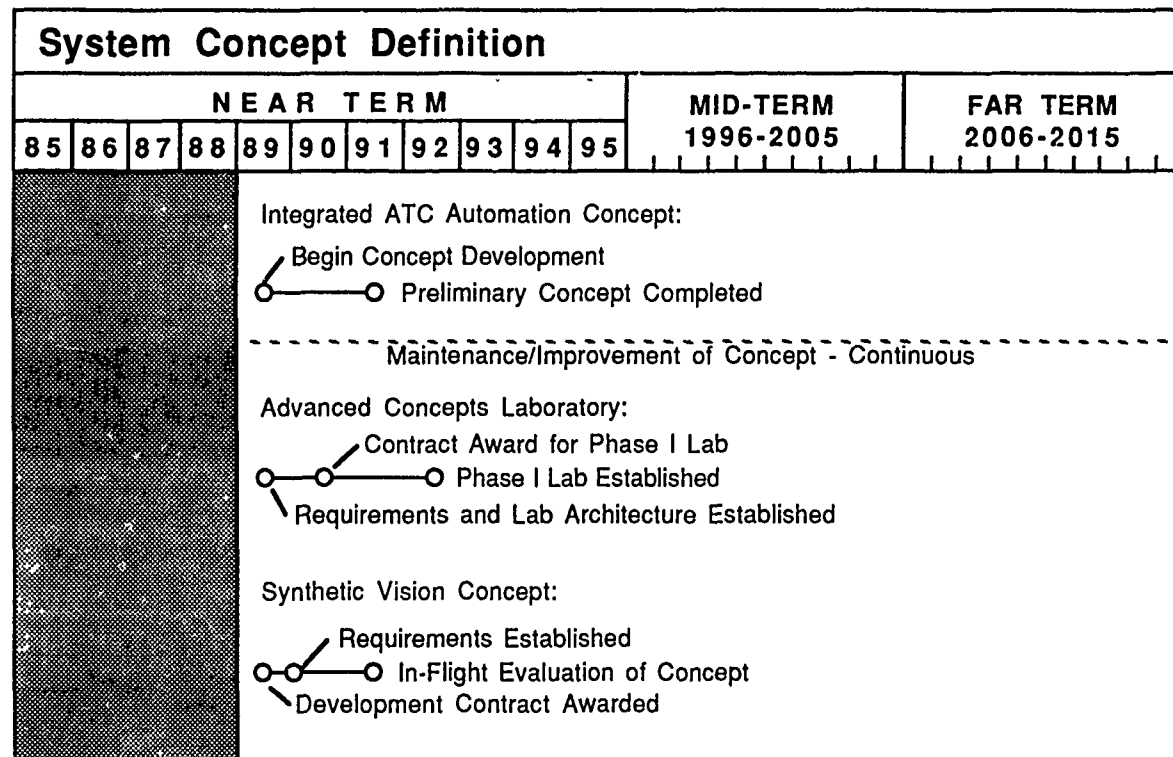 System Concept Definition
NEAR TERM
MID-TERM
1996-2005
FAR TERM
2006-2015
85 86 87 88 89 90 91 92 93 94 95
Integrated ATC Automation Concept:
Begin Concept Development
Preliminary Concept Completed
Maintenance/Improvement of Concept - Continuous
Advanced Concepts Laboratory:
Contract Award for Phase I Lab
Phase I Lab Established
Requirements and Lab Architecture Established
Synthetic Vision Concept:
Requirements Established
In-Flight Evaluation of Concept
Development Contract Awarded